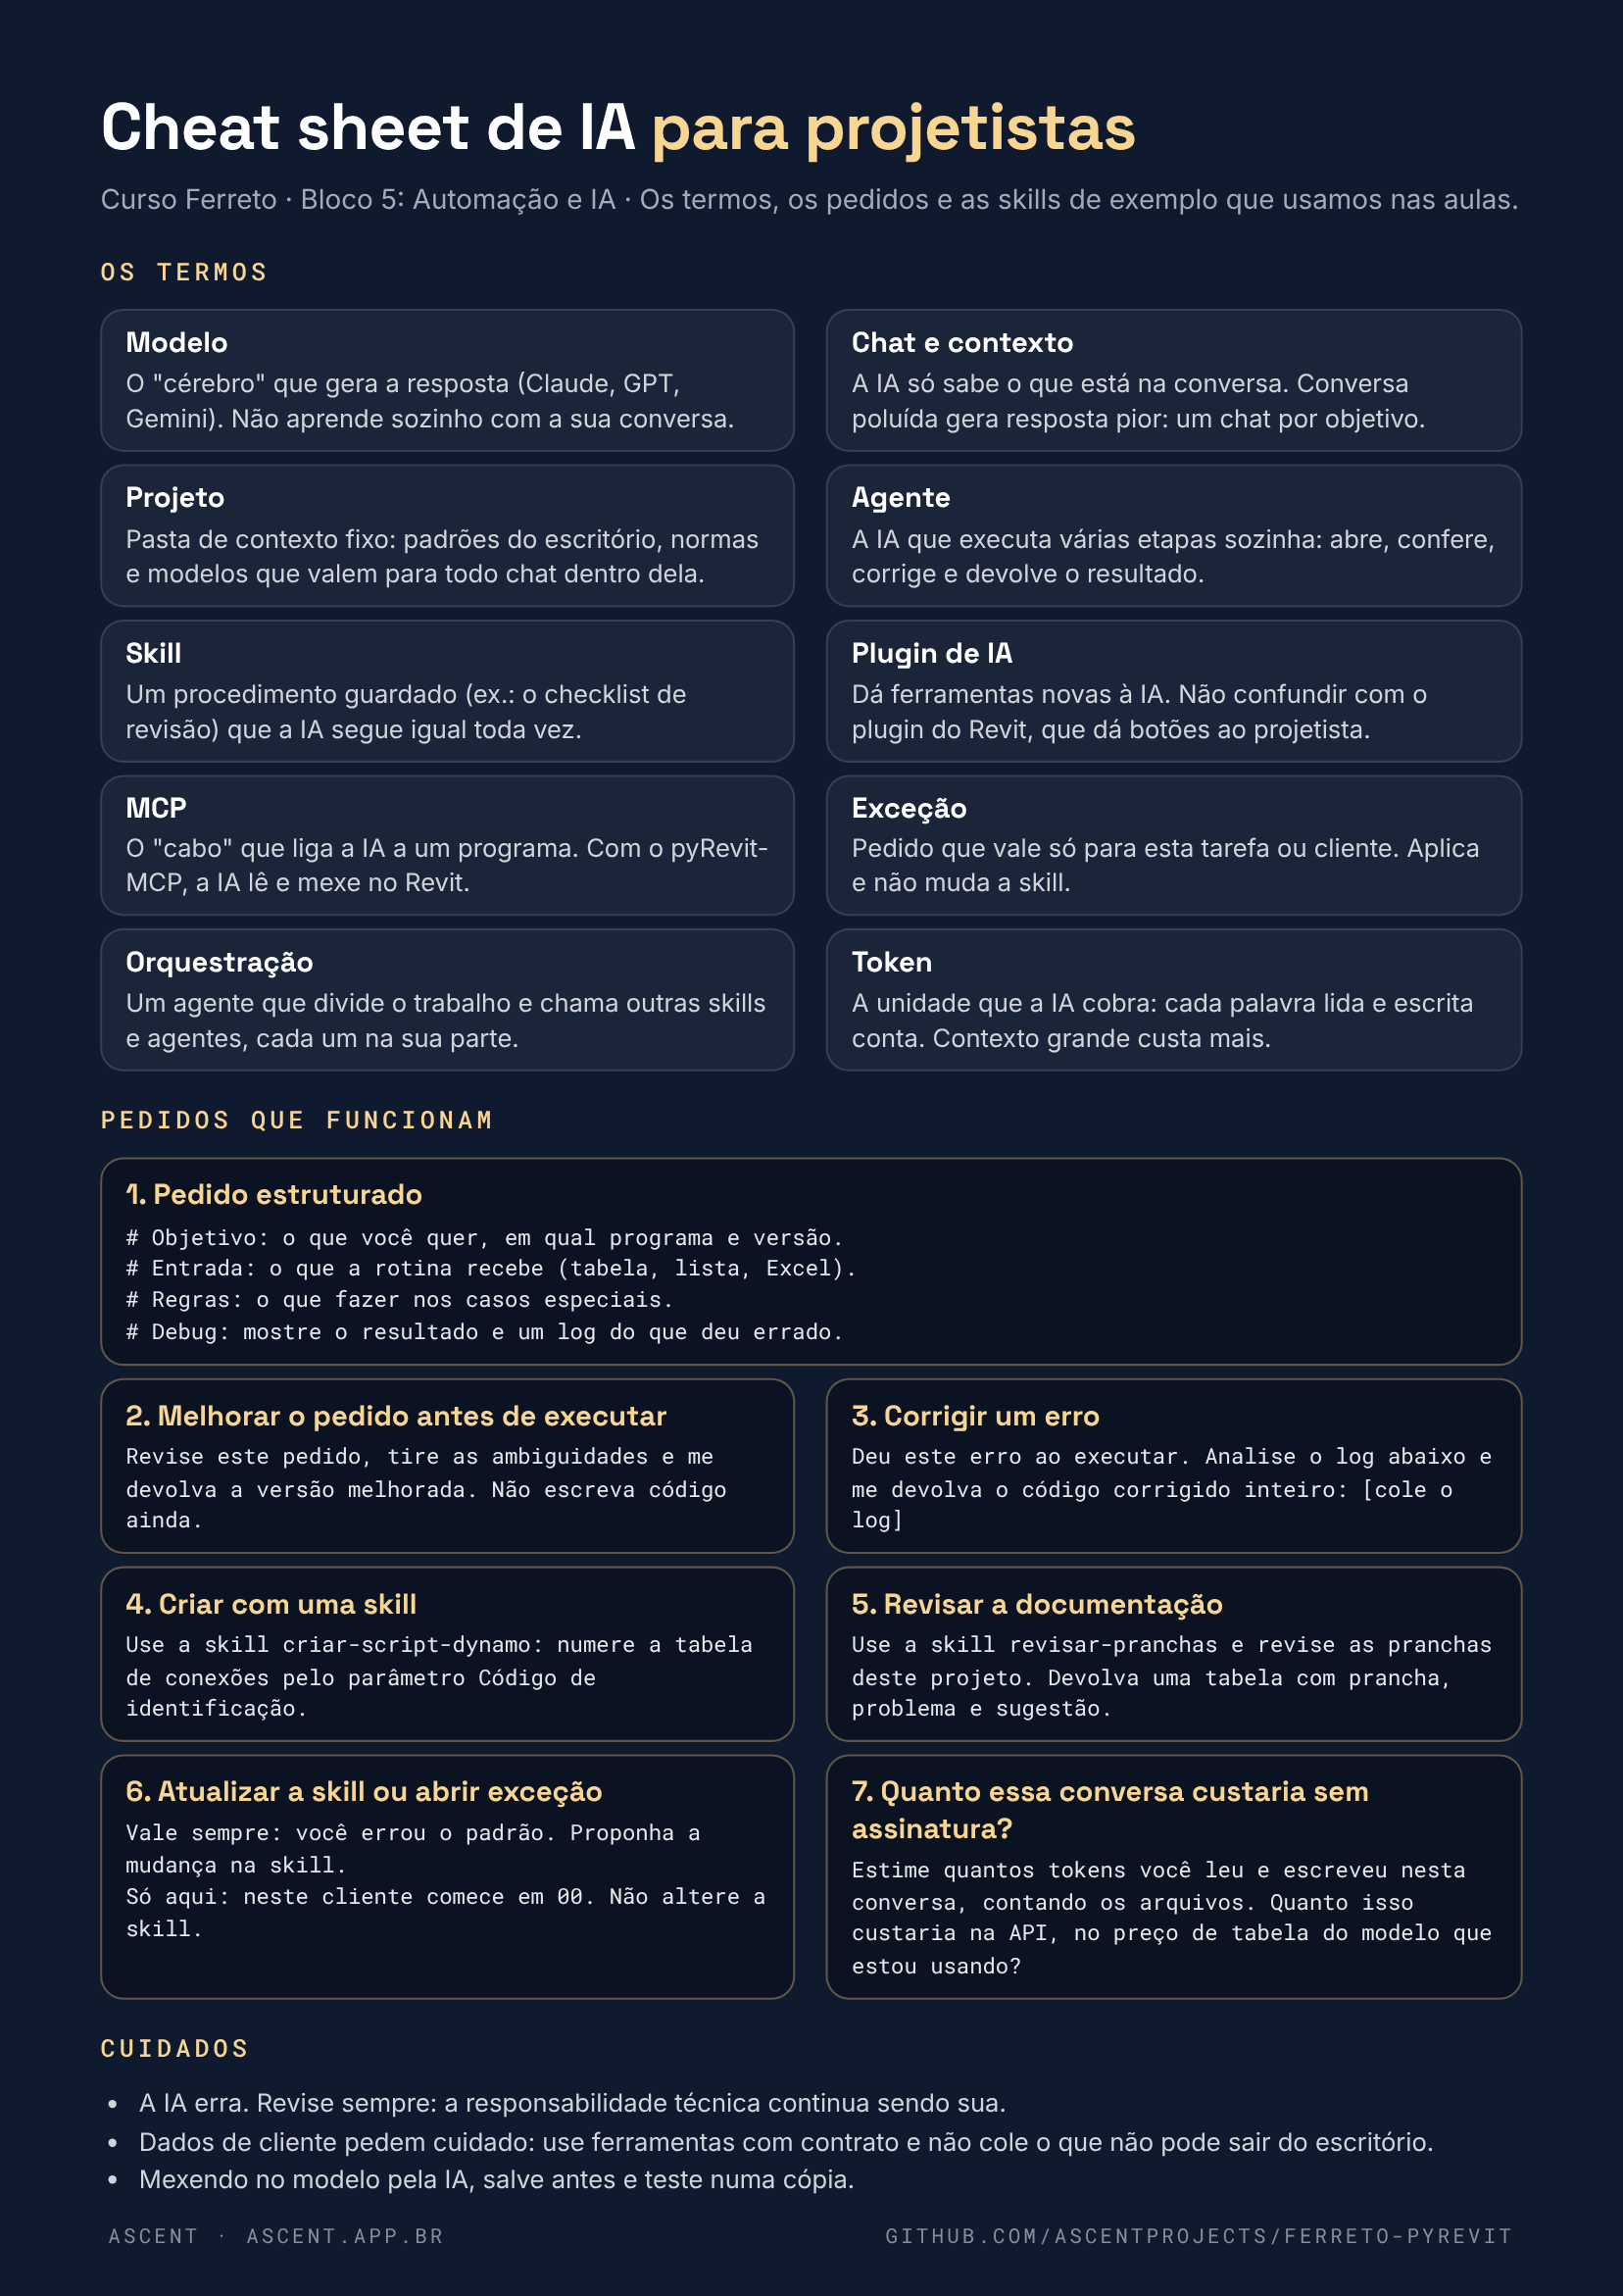 Cheat sheet de IA para projetistas
Curso Ferreto · Bloco 5: Automação e IA · Os termos, os pedidos e as skills de exemplo que usamos nas aulas.
OS TERMOS
Modelo
O "cérebro" que gera a resposta (Claude, GPT,
Gemini). Não aprende sozinho com a sua conversa.
Chat e contexto
A IA só sabe o que está na conversa. Conversa
poluída gera resposta pior: um chat por objetivo.
Projeto
Pasta de contexto fixo: padrões do escritório, normas
e modelos que valem para todo chat dentro dela.
Agente
A IA que executa várias etapas sozinha: abre, confere,
corrige e devolve o resultado.
Skill
Um procedimento guardado (ex.: o checklist de
revisão) que a IA segue igual toda vez.
Plugin de IA
Dá ferramentas novas à IA. Não confundir com o
plugin do Revit, que dá botões ao projetista.
MCP
O "cabo" que liga a IA a um programa. Com o pyRevit-
MCP, a IA lê e mexe no Revit.
Exceção
Pedido que vale só para esta tarefa ou cliente. Aplica
e não muda a skill.
Orquestração
Um agente que divide o trabalho e chama outras skills
e agentes, cada um na sua parte.
Token
A unidade que a IA cobra: cada palavra lida e escrita
conta. Contexto grande custa mais.
PEDIDOS QUE FUNCIONAM
1. Pedido estruturado
# Objetivo: o que você quer, em qual programa e versão.
# Entrada: o que a rotina recebe (tabela, lista, Excel).
# Regras: o que fazer nos casos especiais.
# Debug: mostre o resultado e um log do que deu errado.
2. Melhorar o pedido antes de executar
Revise este pedido, tire as ambiguidades e me
devolva a versão melhorada. Não escreva código
ainda.
3. Corrigir um erro
Deu este erro ao executar. Analise o log abaixo e
me devolva o código corrigido inteiro: [cole o
log]
4. Criar com uma skill
Use a skill criar-script-dynamo: numere a tabela
de conexões pelo parâmetro Código de
identificação.
5. Revisar a documentação
Use a skill revisar-pranchas e revise as pranchas
deste projeto. Devolva uma tabela com prancha,
problema e sugestão.
6. Atualizar a skill ou abrir exceção
Vale sempre: você errou o padrão. Proponha a
mudança na skill.
Só aqui: neste cliente comece em 00. Não altere a
skill.
7. Quanto essa conversa custaria sem
assinatura?
Estime quantos tokens você leu e escreveu nesta
conversa, contando os arquivos. Quanto isso
custaria na API, no preço de tabela do modelo que
estou usando?
CUIDADOS
• A IA erra. Revise sempre: a responsabilidade técnica continua sendo sua.
• Dados de cliente pedem cuidado: use ferramentas com contrato e não cole o que não pode sair do escritório.
• Mexendo no modelo pela IA, salve antes e teste numa cópia.
ASCENT · ASCENT.APP.BR
GITHUB.COM/ASCENTPROJECTS/FERRETO-PYREVIT